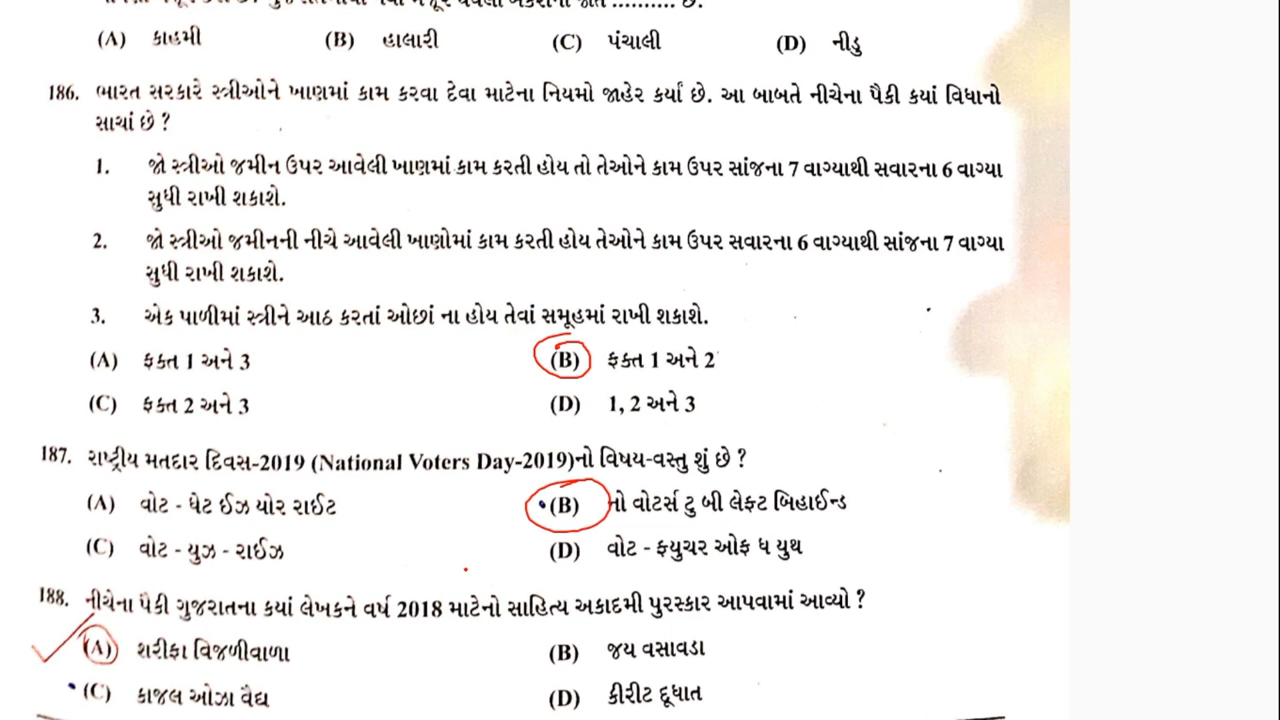 (A) કાહમી (B) હાલારી (C) પંચાલી (D) નીડુ
186. ભારત સરકારે સ્ત્રીઓને ખાણમાં કામ કરવા દેવા માટેના નિયમો જાહેર કર્યાં છે. આ બાબતે નીચેના પૈકી કયાં વિધાનો
સાચાં છે ?
1. જો સ્ત્રીઓ જમીન ઉપર આવેલી ખાણમાં કામ કરતી હોય તો તેઓને કામ ઉપર સાંજના 7 વાગ્યાથી સવારના 6 વાગ્યા
સુધી રાખી શકાશે.
2. જો સ્ત્રીઓ જમીનની નીચે આવેલી ખાણોમાં કામ કરતી હોય તેઓને કામ ઉપર સવારના 6 વાગ્યાથી સાંજના 7 વાગ્યા
સુધી રાખી શકાશે.
3. એક પાળીમાં સ્ત્રીને આઠ કરતાં ઓછાં ના હોય તેવાં સમૂહમાં રાખી શકાશે.
(A) ફક્ત 1 અને 3 (B) ફક્ત 1 અને 2
(C) ફક્ત 2 અને 3 (D) 1, 2 અને 3
187. રાષ્ટ્રીય મતદાર દિવસ-2019 (National Voters Day-2019)નો વિષય-વસ્તુ શું છે ?
(A) વોટ - ધેટ ઈઝ યોર રાઈટ (B) નો વોટર્સ ટુ બી લેફ્ટ બિહાઈન્ડ
(C) વોટ - યુઝ - રાઈઝ (D) વોટ - ફ્યુચર ઓફ ધ યુથ
188. નીચેના પૈકી ગુજરાતના કયાં લેખકને વર્ષ 2018 માટેનો સાહિત્ય અકાદમી પુરસ્કાર આપવામાં આવ્યો ?
(A) શરીફા વિજળીવાળા (B) જય વસાવડા
(C) કાજલ ઓઝા વૈદ્ય (D) કીરીટ દૂધાત